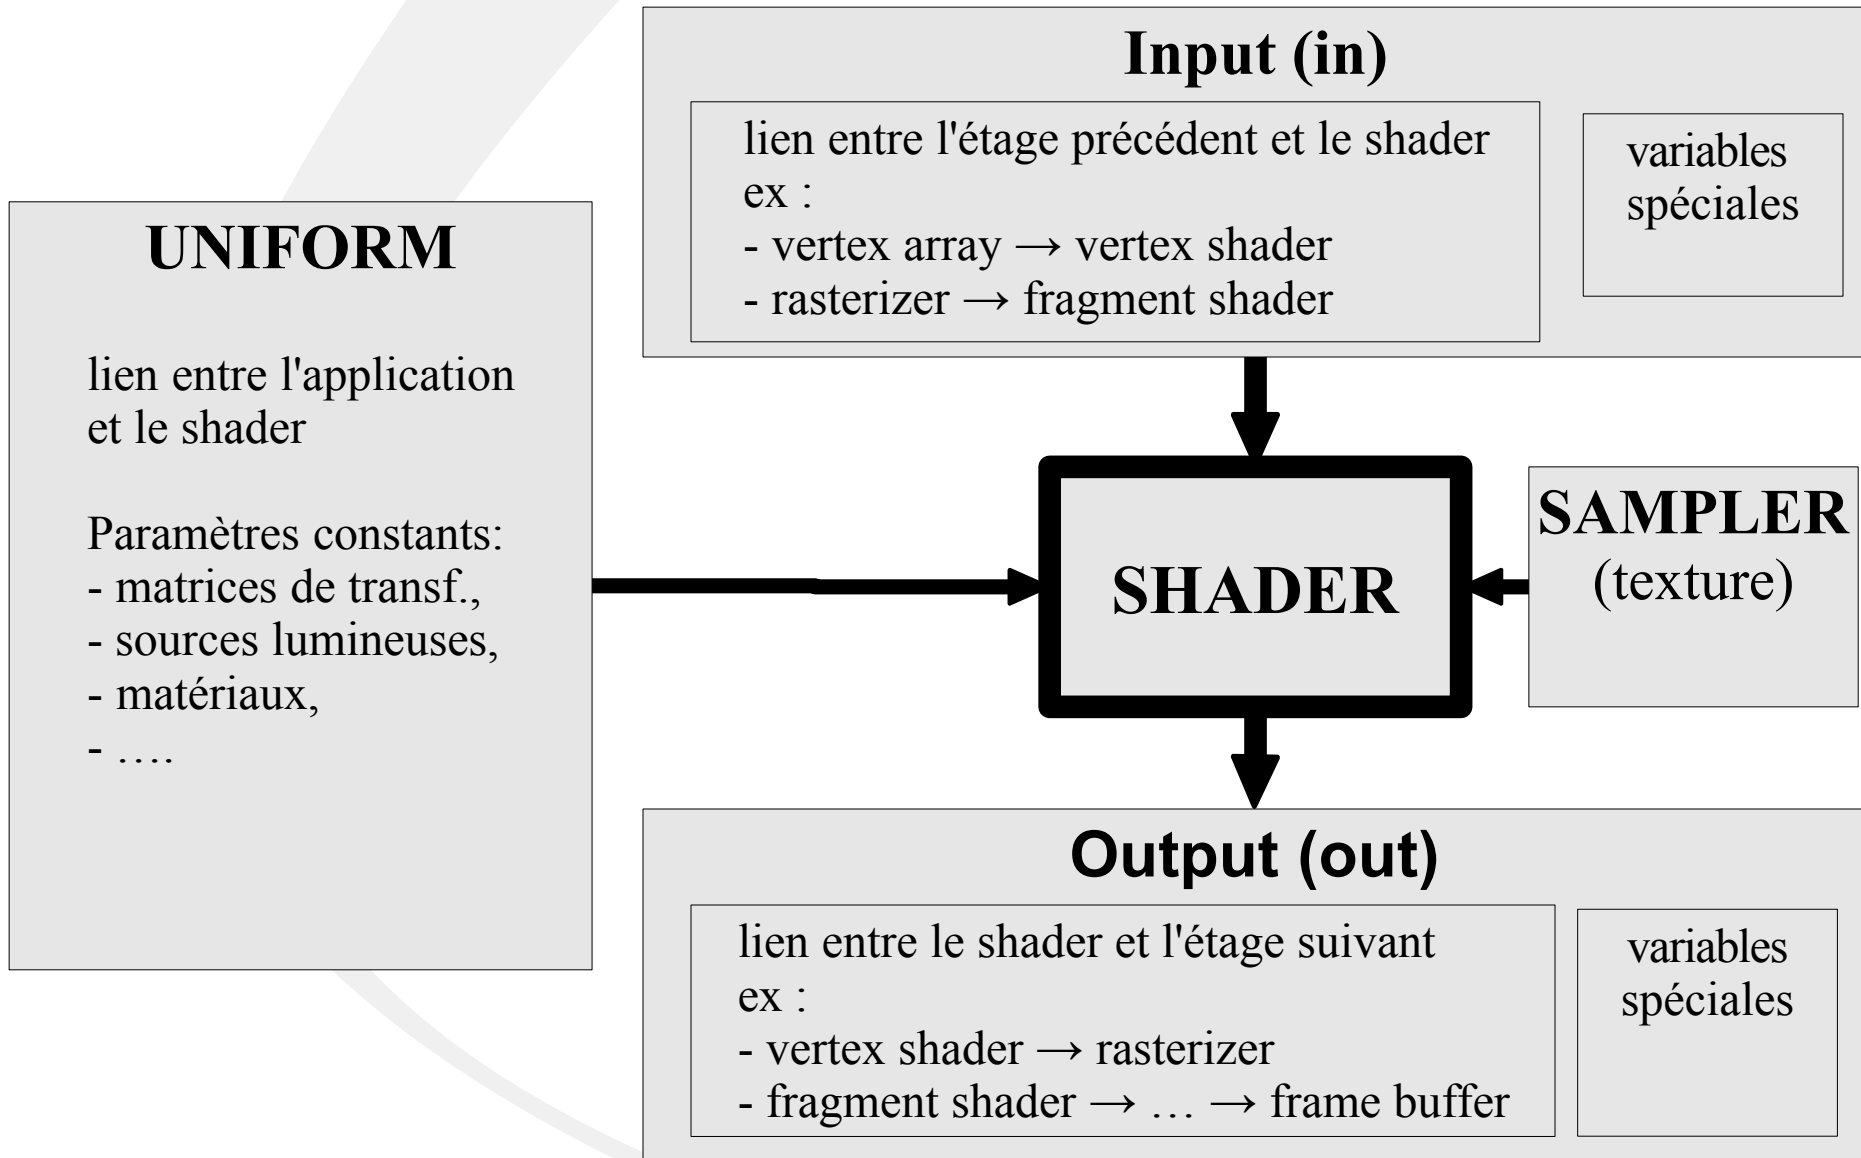 Input (in)
lien entre l'étage précédent et le shader
ex :
- vertex array → vertex shader
- rasterizer → fragment shader
variables
spéciales
UNIFORM
lien entre l'application
et le shader
Paramètres constants:
- matrices de transf.,
- sources lumineuses,
- matériaux,
- ….
SHADER
SAMPLER
(texture)
Output (out)
lien entre le shader et l'étage suivant
ex :
- vertex shader → rasterizer
- fragment shader → … → frame buffer
variables
spéciales